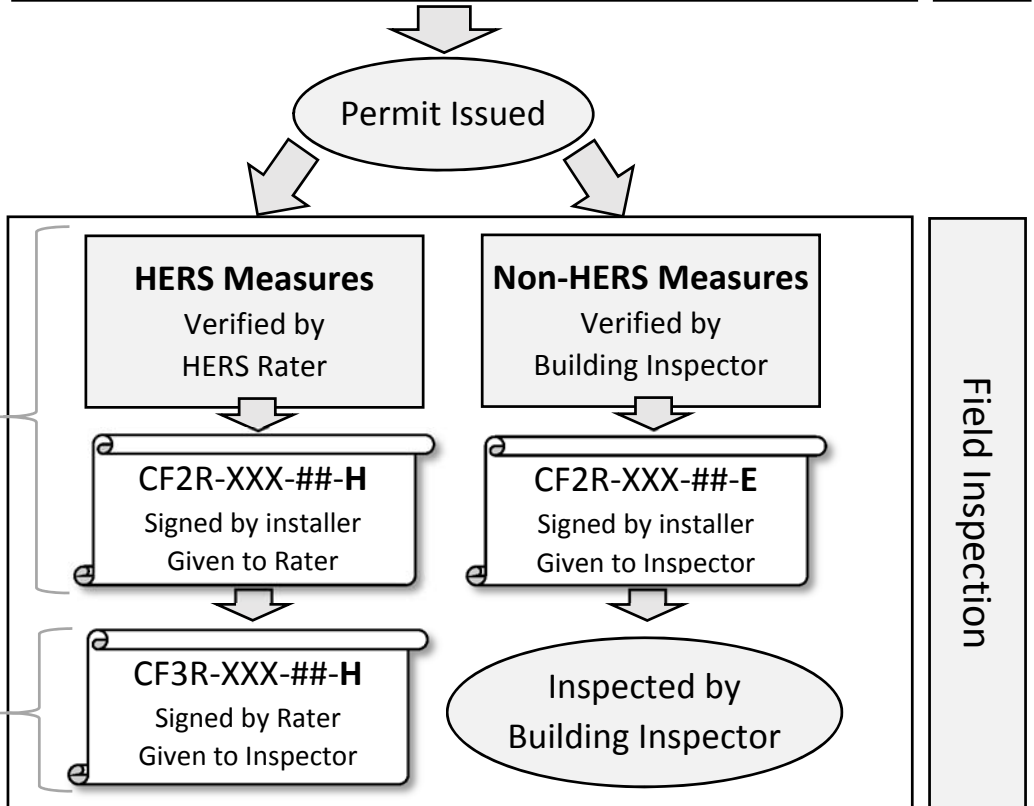 Permit Issued
HERS Measures
Verified by
HERS Rater
Non-HERS Measures
Verified by
Building Inspector
CF2R-XXX-##-H
Signed by installer
Given to Rater
CF2R-XXX-##-E
Signed by installer
Given to Inspector
CF3R-XXX-##-H
Signed by Rater
Given to Inspector
Inspected by
Building Inspector
Field Inspection